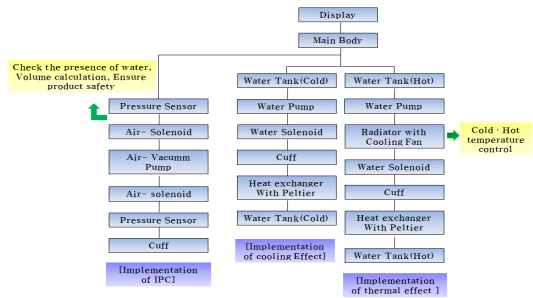 Display
Main Body
Check the presence of water,
Volume calculation, Ensure
product safety
Pressure Sensor
Air- Solenoid
Air- Vacumm
Pump
Air- solenoid
Pressure Sensor
Cuff
[Implementation
of IPC]
Water Tank(Cold)
Water Pump
Water Solenoid
Cuff
Heat exchanger
With Peltier
Water Tank(Cold)
[Implementation
of cooling Effect]
Water Tank(Hot)
Water Pump
Radiator with
Cooling Fan
Water Solenoid
Cuff
Heat exchanger
With Peltier
Water Tank(Hot)
[Implementation
of thermal effect ]
Cold · Hot
temperature
control